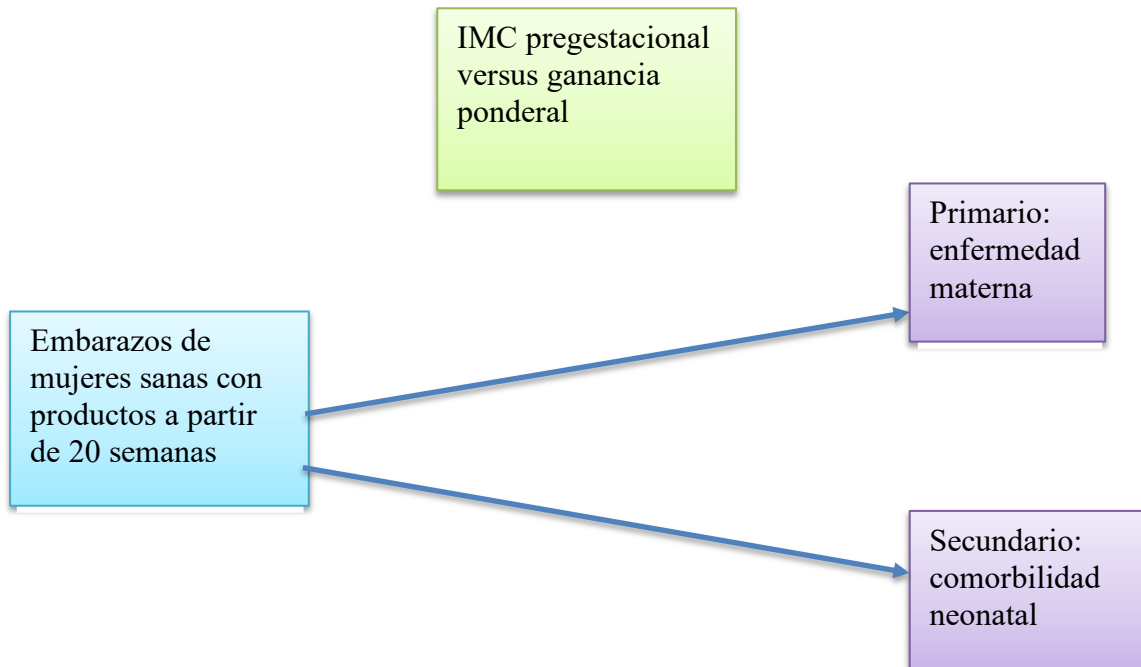 IMC pregestacional
versus ganancia
ponderal
Primario:
enfermedad
materna
Embarazos de
mujeres sanas con
productos a partir
de 20 semanas
Secundario:
comorbilidad
neonatal